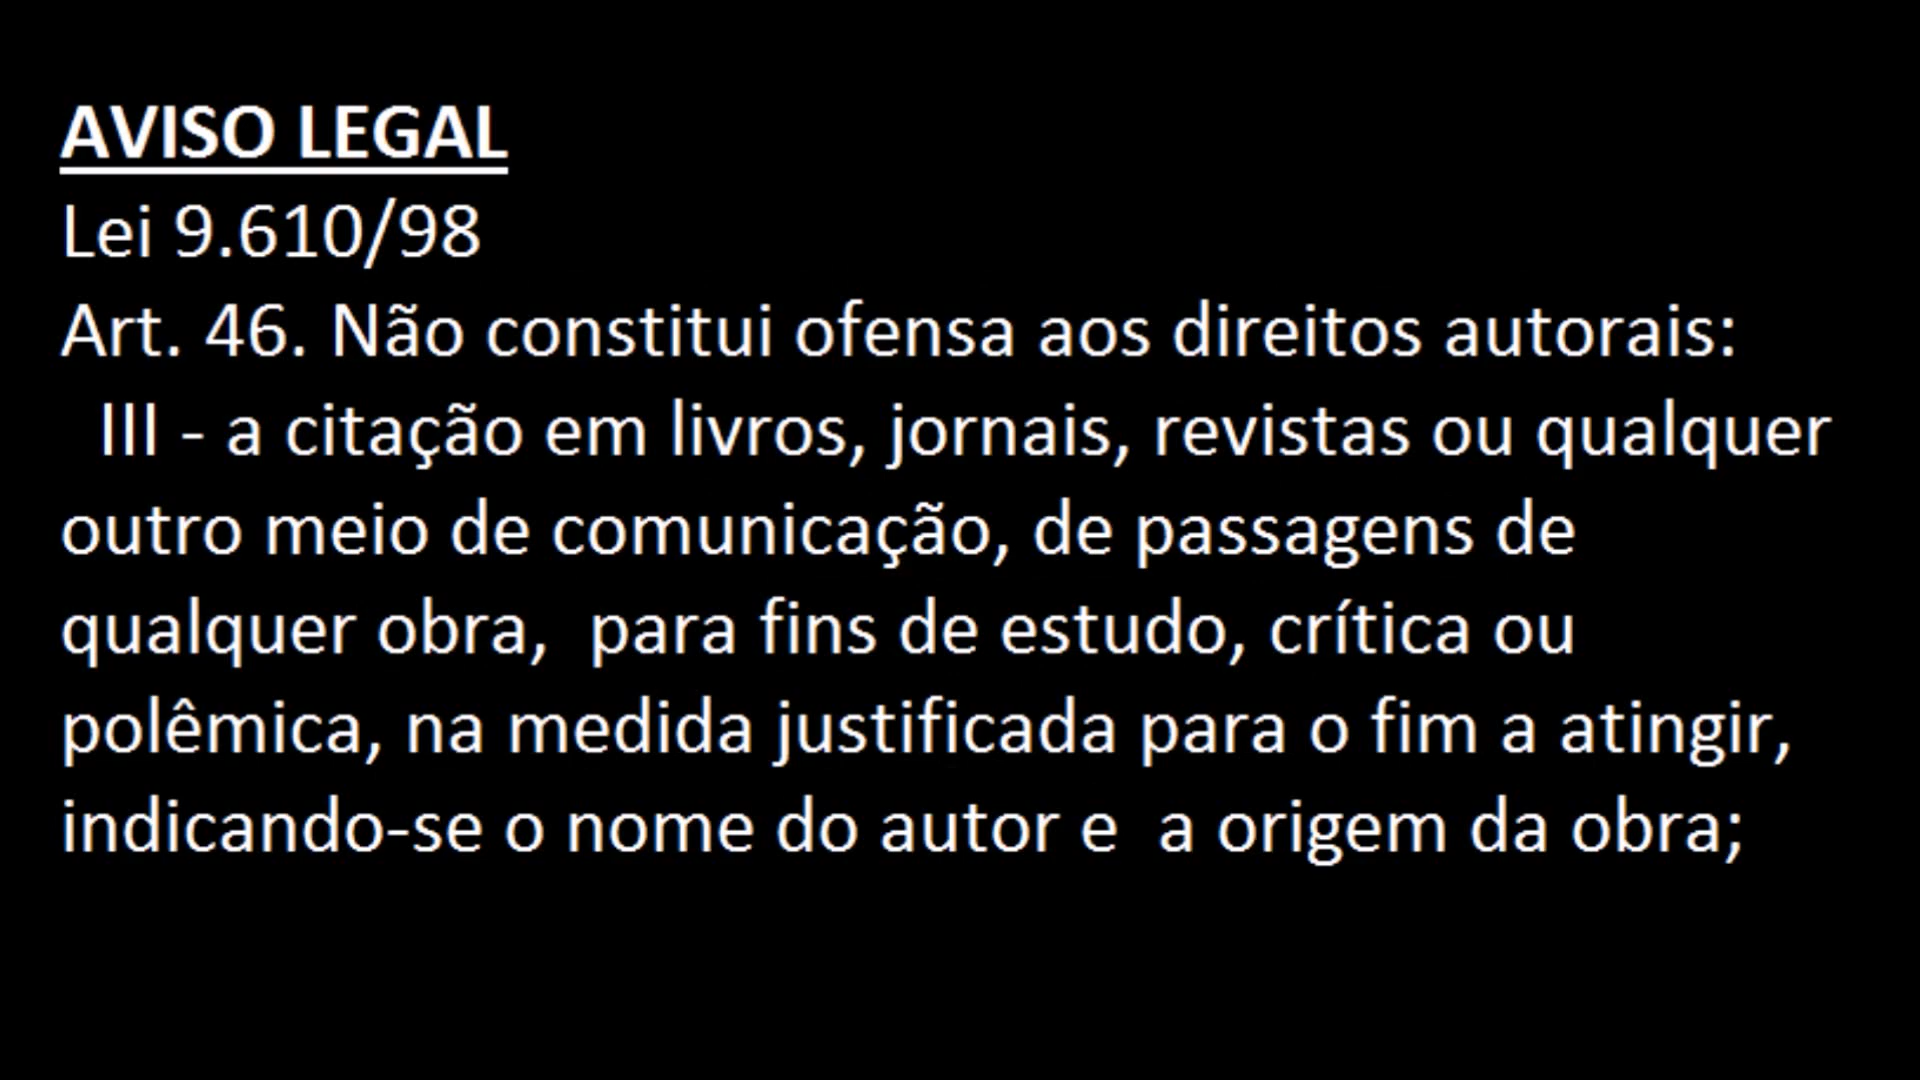 AVISO LEGAL
Lei 9.610/98
Art. 46. Não constitui ofensa aos direitos autorais:
III - a citação em livros, jornais, revistas ou qualquer
outro meio de comunicação, de passagens de
qualquer obra,  para fins de estudo, crítica ou
polêmica, na medida justificada para o fim a atingir,
indicando-se o nome do autor e  a origem da obra;